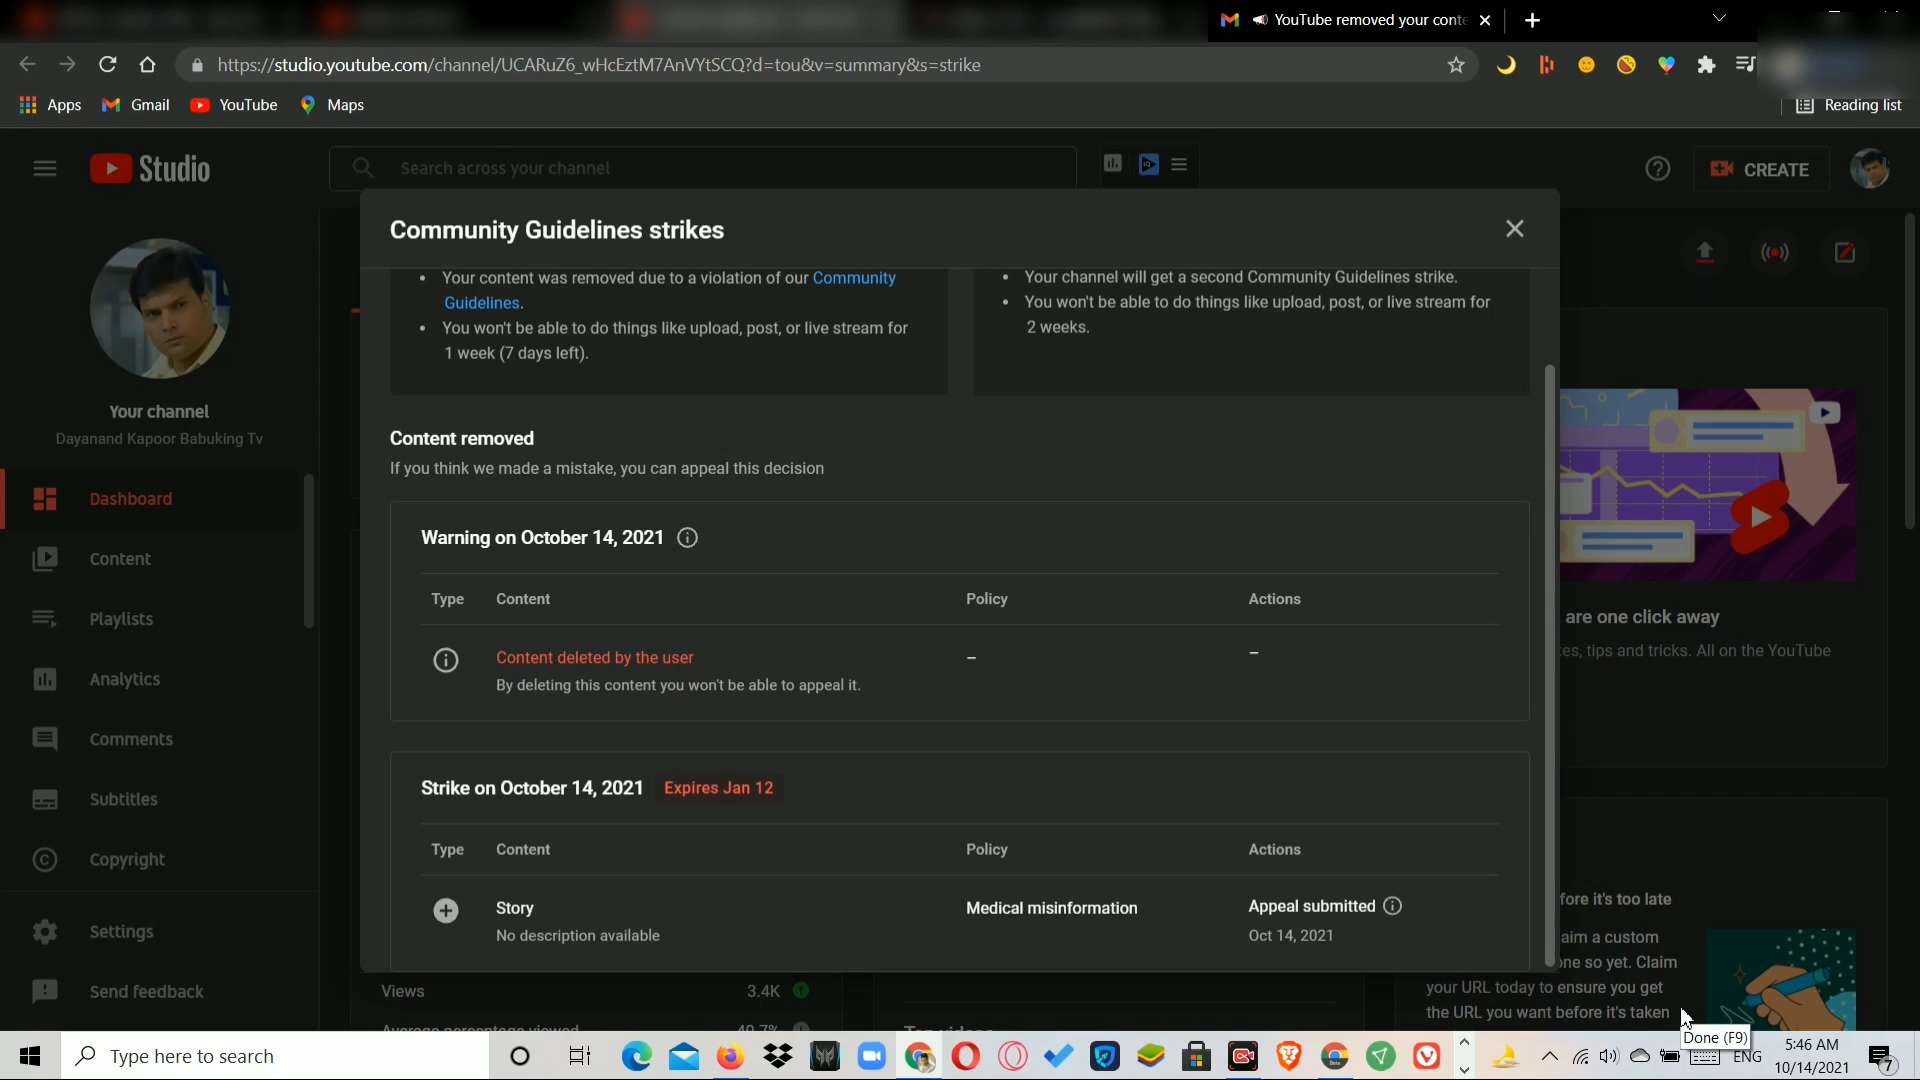 YouTube removed your conte
https://studio.youtube.com/channel/UCARuZ6_wHcEztM7AnVYtSCQ?d=tou&v=summary&s=strike
Apps Gmail YouTube Maps Reading list
Studio
Search across your channel
CREATE
Community Guidelines strikes
Your content was removed due to a violation of our Community
Guidelines.
You won't be able to do things like upload, post, or live stream for
1 week (7 days left).
Your channel will get a second Community Guidelines strike.
You won't be able to do things like upload, post, or live stream for
2 weeks.
Your channel
Dayanand Kapoor Babuking Tv
Dashboard
Content
Playlists
Analytics
Comments
Subtitles
Copyright
Settings
Send feedback
Content removed
If you think we made a mistake, you can appeal this decision
Warning on October 14, 2021
Type Content Policy Actions
Content deleted by the user – –
By deleting this content you won't be able to appeal it.
Strike on October 14, 2021 Expires Jan 12
Type Content Policy Actions
Story Medical misinformation Appeal submitted
No description available Oct 14, 2021
are one click away
es, tips and tricks. All on the YouTube
fore it's too late
aim a custom
one so yet. Claim
your URL today to ensure you get
the URL you want before it's taken
Views 3.4K
Average percentage viewed 40.7%
Top videos
Done (F9)
Type here to search
ENG
5:46 AM
10/14/2021
7